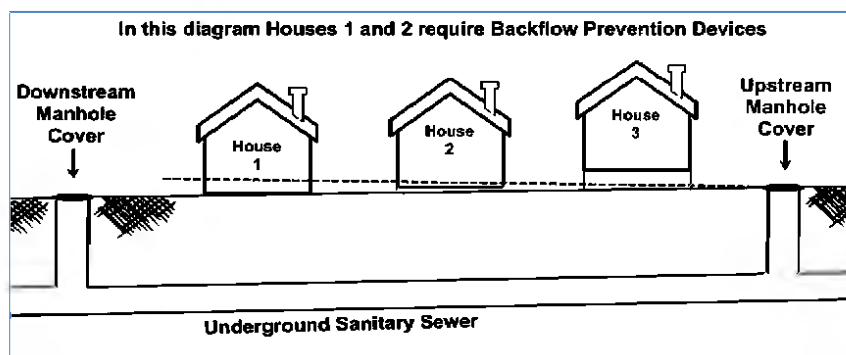 In this diagram Houses 1 and 2 require Backflow Prevention Devices
Downstream
Manhole
Cover
House
1
House
2
House
3
Upstream
Manhole
Cover
Underground Sanitary Sewer